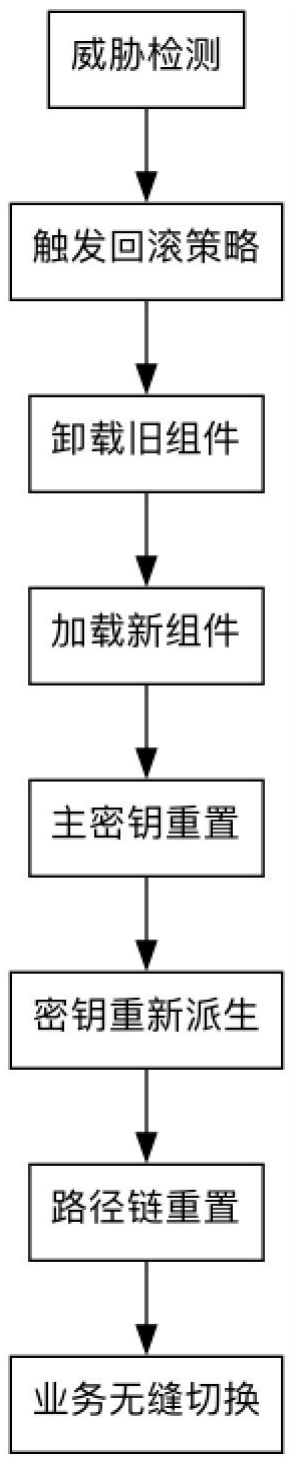 威胁检测
触发回滚策略
卸载旧组件
加载新组件
主密钥重置
密钥重新派生
路径链重置
业务无缝切换